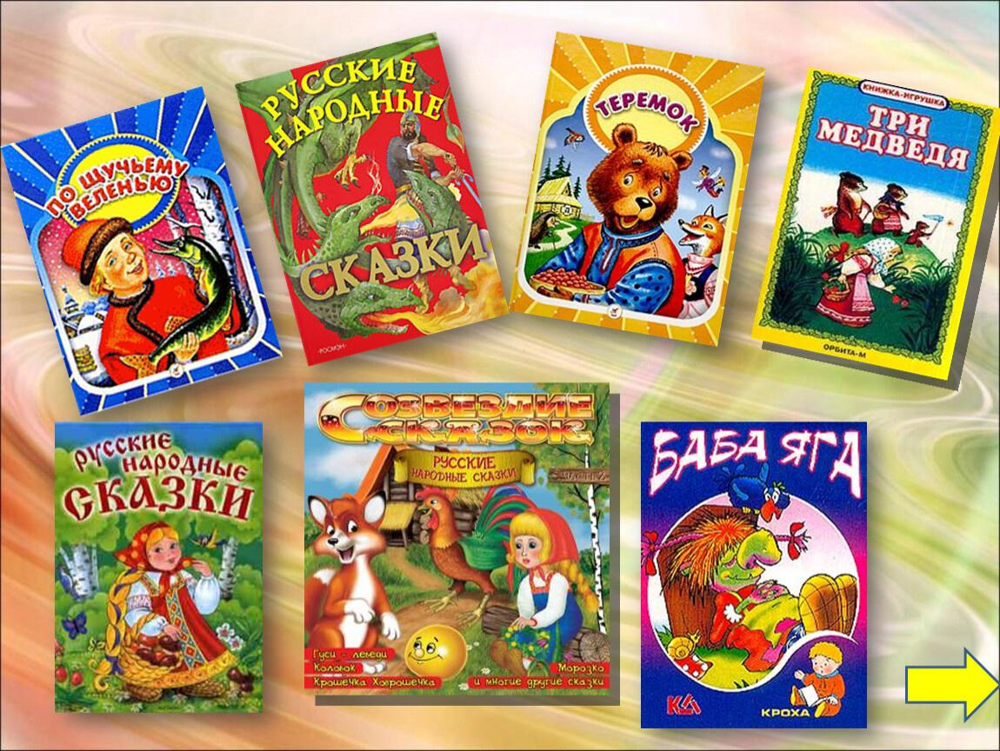 ПО ЩУЧЬЕМУ
ВЕЛЕНЬЮ
РУССКИЕ
НАРОДНЫЕ
СКАЗКИ
•РОСМЭН•
ТЕРЕМОК
КНИЖКА-ИГРУШКА
ТРИ
МЕДВЕДЯ
ОРБИТА-М
РУССКИЕ
НАРОДНЫЕ
СКАЗКИ
СОЗВЕЗДИЕ
СКАЗОК
РУССКИЕ
НАРОДНЫЕ СКАЗКИ
ЧАСТЬ 2
Гуси - лебеди
Колобок
Крошечка Хаврошечка
Морозко
и многие другие сказки
БАБА ЯГА
КРОХА